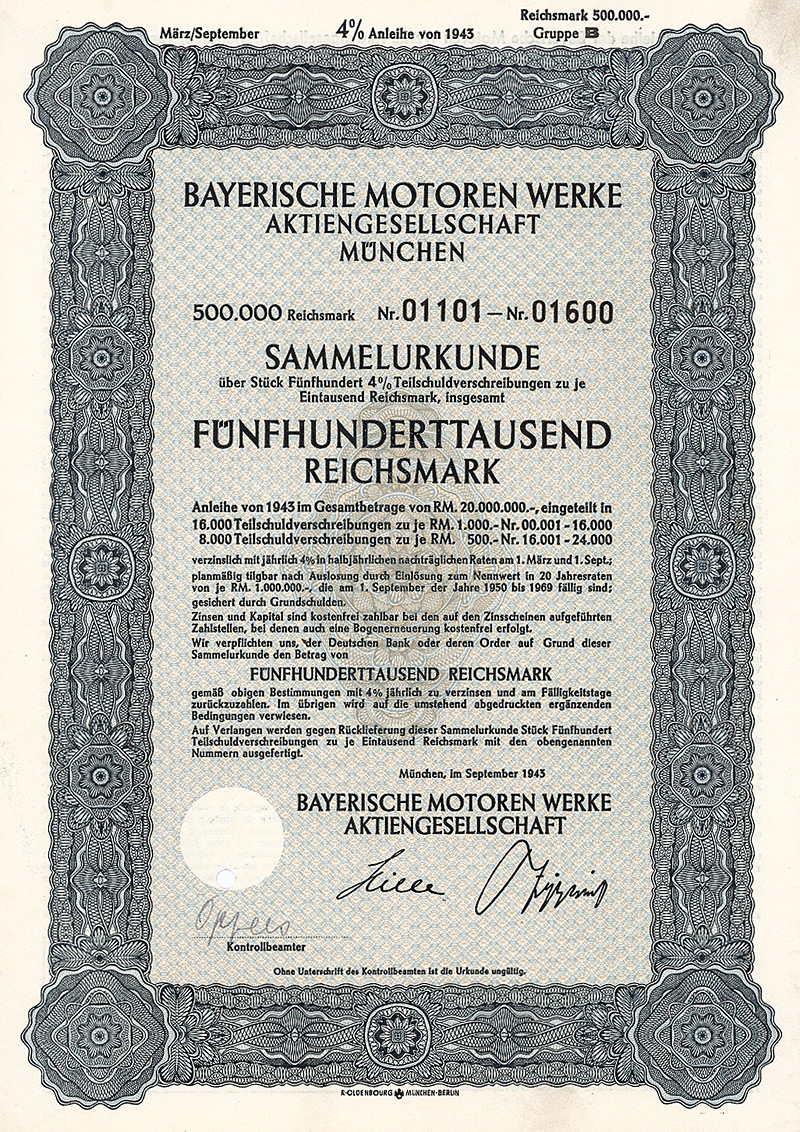 März/September
4% Anleihe von 1943
Reichsmark 500.000.-
Gruppe B
BAYERISCHE MOTOREN WERKE
AKTIENGESELLSCHAFT
MÜNCHEN
500.000 Reichsmark Nr. 01101 — Nr. 01600
SAMMELURKUNDE
über Stück Fünfhundert 4% Teilschuldverschreibungen zu je
Eintausend Reichsmark, insgesamt
FÜNFHUNDERTTAUSEND
REICHSMARK
Anleihe von 1943 im Gesamtbetrage von RM. 20.000.000.-, eingeteilt in
16.000 Teilschuldverschreibungen zu je RM. 1.000.- Nr. 00.001 - 16.000
8.000 Teilschuldverschreibungen zu je RM. 500.- Nr. 16.001 - 24.000
verzinslich mit jährlich 4% in halbjährlichen nachträglichen Raten am 1. März und 1. Sept.;
planmäßig tilgbar nach Auslosung durch Einlösung zum Nennwert in 20 Jahresraten
von je RM. 1.000.000.-, die am 1. September der Jahre 1950 bis 1969 fällig sind;
gesichert durch Grundschulden.
Zinsen und Kapital sind kostenfrei zahlbar bei den auf den Zinsscheinen aufgeführten
Zahlstellen, bei denen auch eine Bogenerneuerung kostenfrei erfolgt.
Wir verpflichten uns, der Deutschen Bank oder deren Order auf Grund dieser
Sammelurkunde den Betrag von
FÜNFHUNDERTTAUSEND REICHSMARK
gemäß obigen Bestimmungen mit 4% jährlich zu verzinsen und am Fälligkeitstage
zurückzuzahlen. Im übrigen wird auf die umstehend abgedruckten ergänzenden
Bedingungen verwiesen.
Auf Verlangen werden gegen Rücklieferung dieser Sammelurkunde Stück Fünfhundert
Teilschuldverschreibungen zu je Eintausend Reichsmark mit den obengenannten
Nummern ausgefertigt.
München, im September 1943
BAYERISCHE MOTOREN WERKE
AKTIENGESELLSCHAFT
Kontrollbeamter
Ohne Unterschrift des Kontrollbeamten ist die Urkunde ungültig.
R·OLDENBOURG MÜNCHEN-BERLIN